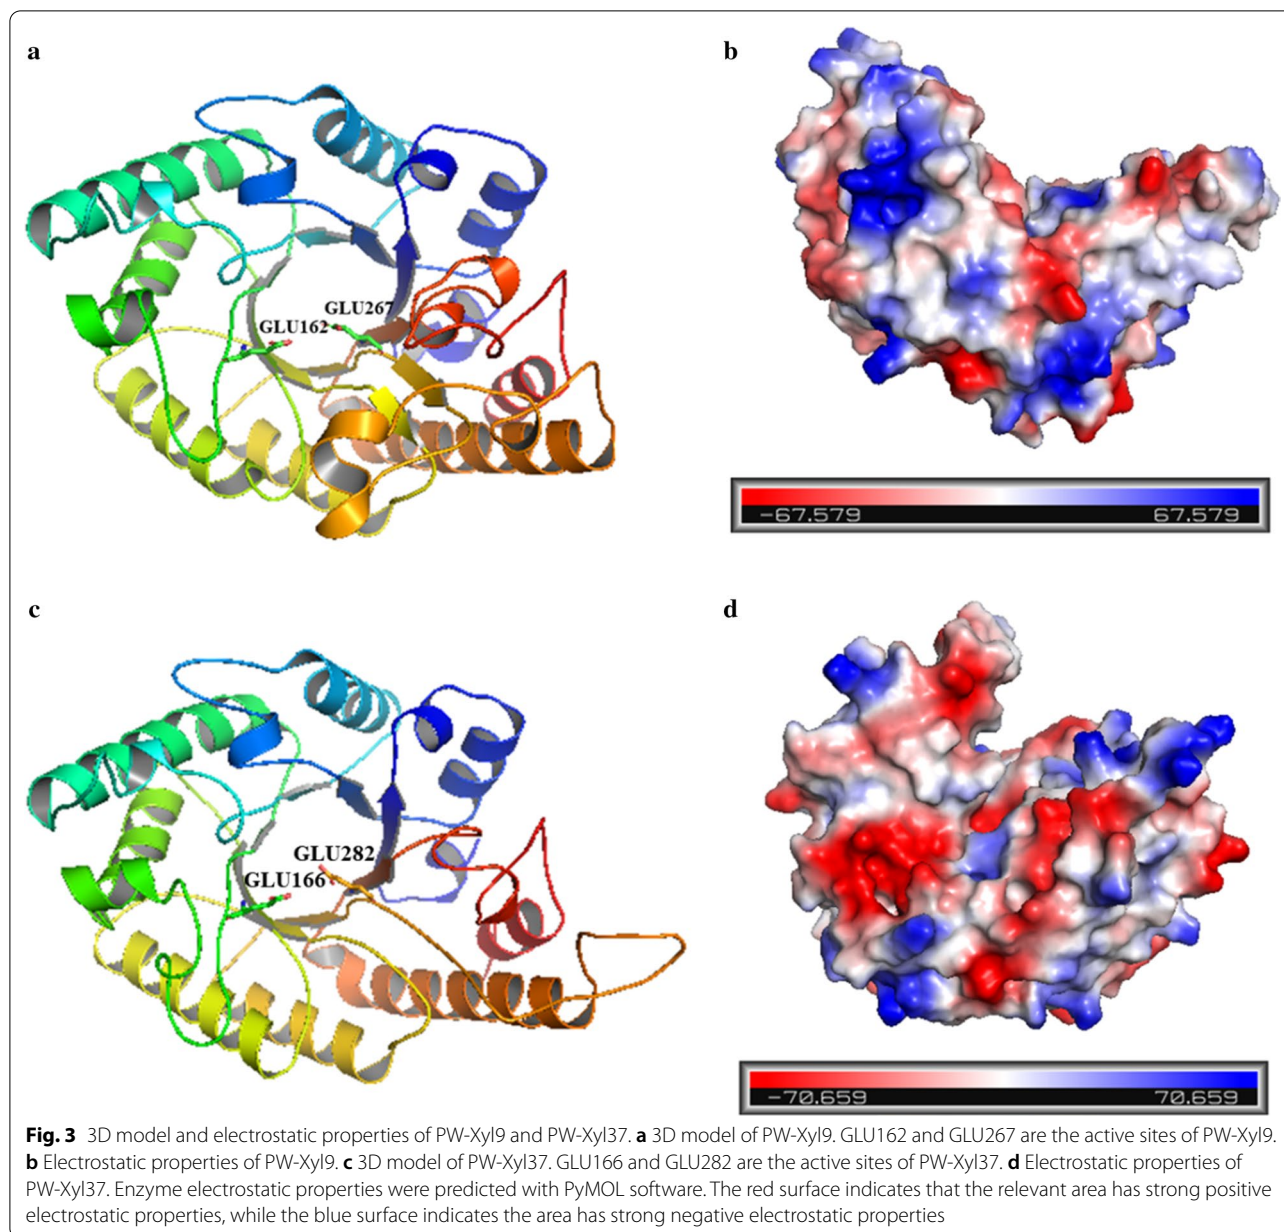 a
b
GLU267
GLU162
-67.579 67.579
c
d
GLU282
GLU166
-70.659 70.659
Fig. 3 3D model and electrostatic properties of PW-Xyl9 and PW-Xyl37. a 3D model of PW-Xyl9. GLU162 and GLU267 are the active sites of PW-Xyl9.
b Electrostatic properties of PW-Xyl9. c 3D model of PW-Xyl37. GLU166 and GLU282 are the active sites of PW-Xyl37. d Electrostatic properties of
PW-Xyl37. Enzyme electrostatic properties were predicted with PyMOL software. The red surface indicates that the relevant area has strong positive
electrostatic properties, while the blue surface indicates the area has strong negative electrostatic properties